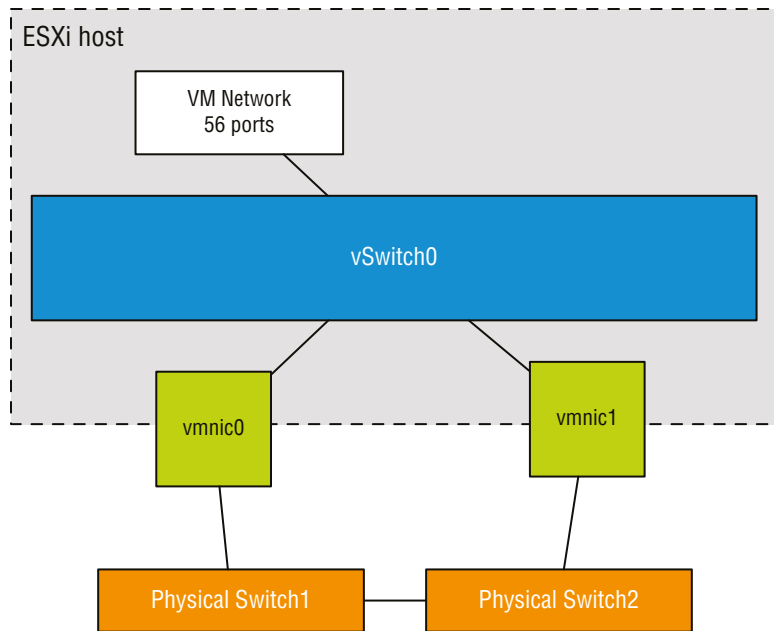 ESXi host
VM Network
56 ports
vSwitch0
vmnic0
vmnic1
Physical Switch1
Physical Switch2